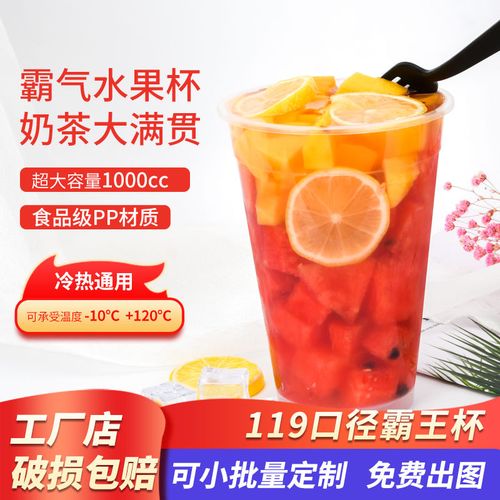 霸气水果杯
奶茶大满贯
超大容量1000cc
食品级PP材质
冷热通用
可承受温度 -10℃ +120℃
工厂店
破损包赔
119口径霸王杯
可小批量定制 免费出图